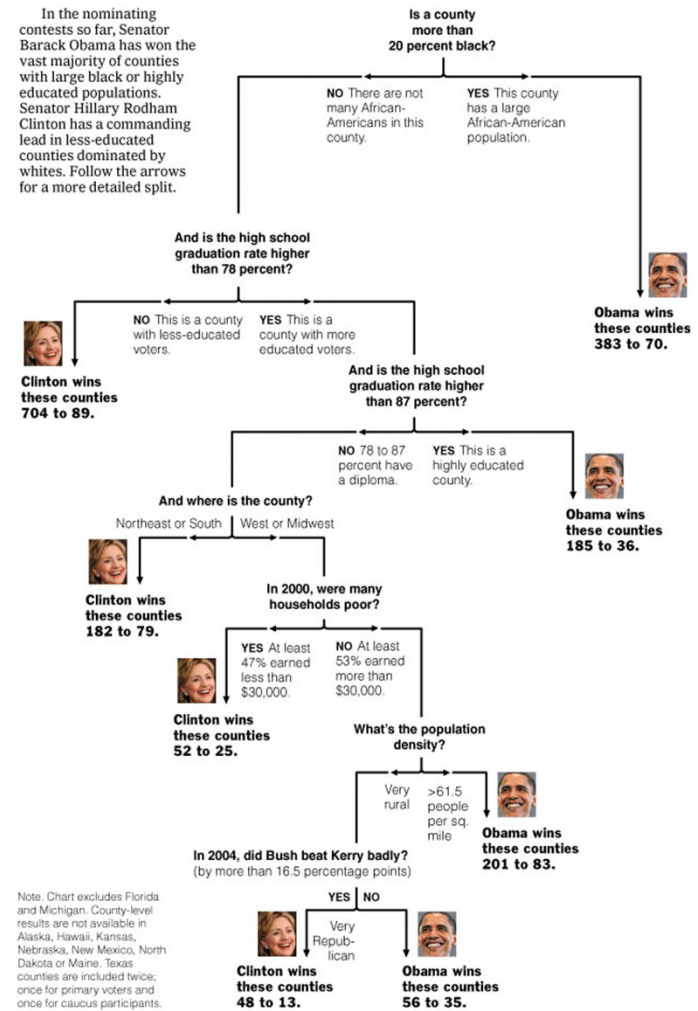 In the nominating
contests so far, Senator
Barack Obama has won the
vast majority of counties
with large black or highly
educated populations.
Senator Hillary Rodham
Clinton has a commanding
lead in less-educated
counties dominated by
whites. Follow the arrows
for a more detailed split.
Is a county
more than
20 percent black?
NO There are not
many African-
Americans in this
county.
YES This county
has a large
African-American
population.
And is the high school
graduation rate higher
than 78 percent?
Obama wins
these counties
383 to 70.
NO This is a county
with less-educated
voters.
YES This is a
county with more
educated voters.
Clinton wins
these counties
704 to 89.
And is the high school
graduation rate higher
than 87 percent?
NO 78 to 87
percent have
a diploma.
YES This is a
highly educated
county.
And where is the county?
Northeast or South
West or Midwest
Obama wins
these counties
185 to 36.
Clinton wins
these counties
182 to 79.
In 2000, were many
households poor?
YES At least
47% earned
less than
$30,000.
NO At least
53% earned
more than
$30,000.
Clinton wins
these counties
52 to 25.
What's the population
density?
Very
rural
>61.5
people
per sq.
mile
Obama wins
these counties
201 to 83.
In 2004, did Bush beat Kerry badly?
(by more than 16.5 percentage points)
YES
NO
Very
Repub-
lican
Clinton wins
these counties
48 to 13.
Obama wins
these counties
56 to 35.
Note. Chart excludes Florida
and Michigan. County-level
results are not available in
Alaska, Hawaii, Kansas,
Nebraska, New Mexico, North
Dakota or Maine. Texas
counties are included twice;
once for primary voters and
once for caucus participants.